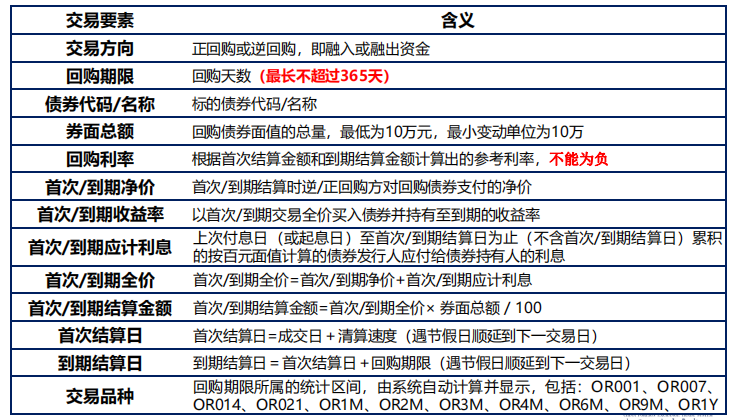 交易要素 含义
交易方向 正回购或逆回购，即融入或融出资金
回购期限 回购天数（最长不超过365天）
债券代码/名称 标的债券代码/名称
券面总额 回购债券面值的总量，最低为10万元，最小变动单位为10万
回购利率 根据首次结算金额和到期结算金额计算出的参考利率，不能为负
首次/到期净价 首次/到期结算时逆/正回购方对回购债券支付的净价
首次/到期收益率 以首次/到期交易全价买入债券并持有至到期的收益率
首次/到期应计利息 上次付息日（或起息日）至首次/到期结算日为止（不含首次/到期结算日）累积
的按百元面值计算的债券发行人应付给债券持有人的利息
首次/到期全价 首次/到期全价=首次/到期净价+首次/到期应计利息
首次/到期结算金额 首次/到期结算金额=首次/到期全价× 券面总额 / 100
首次结算日 首次结算日=成交日＋清算速度（遇节假日顺延到下一交易日）
到期结算日 到期结算日＝首次结算日＋回购期限（遇节假日顺延到下一交易日）
交易品种 回购期限所属的统计区间，由系统自动计算并显示，包括：OR001、OR007、
OR014、OR021、OR1M、OR2M、OR3M、OR4M、OR6M、OR9M、OR1Y